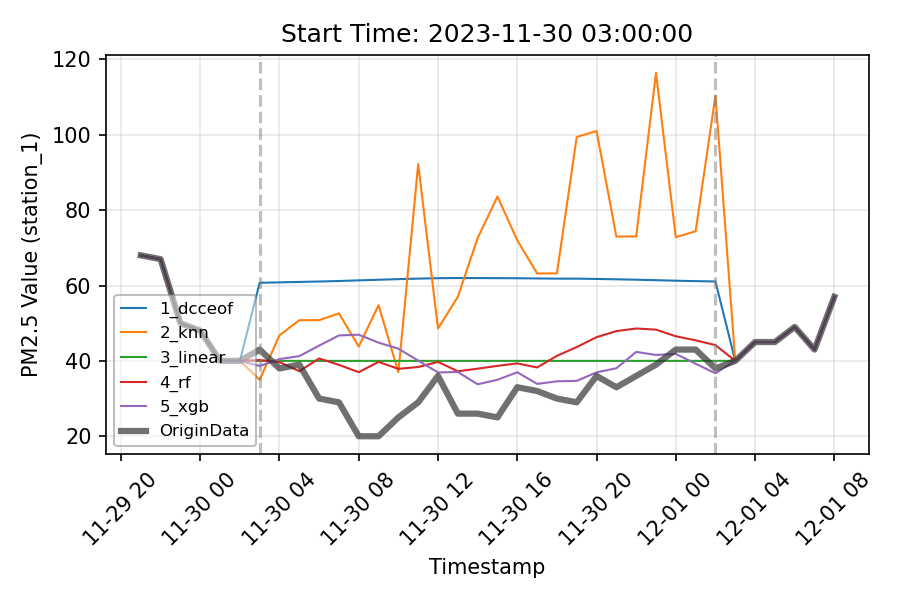 Start Time: 2023-11-30 03:00:00
PM2.5 Value (station_1)
120
100
80
60
40
20
1_dcceof
2_knn
3_linear
4_rf
5_xgb
OriginData
11-29 20
11-30 00
11-30 04
11-30 08
11-30 12
11-30 16
11-30 20
12-01 00
12-01 04
12-01 08
Timestamp